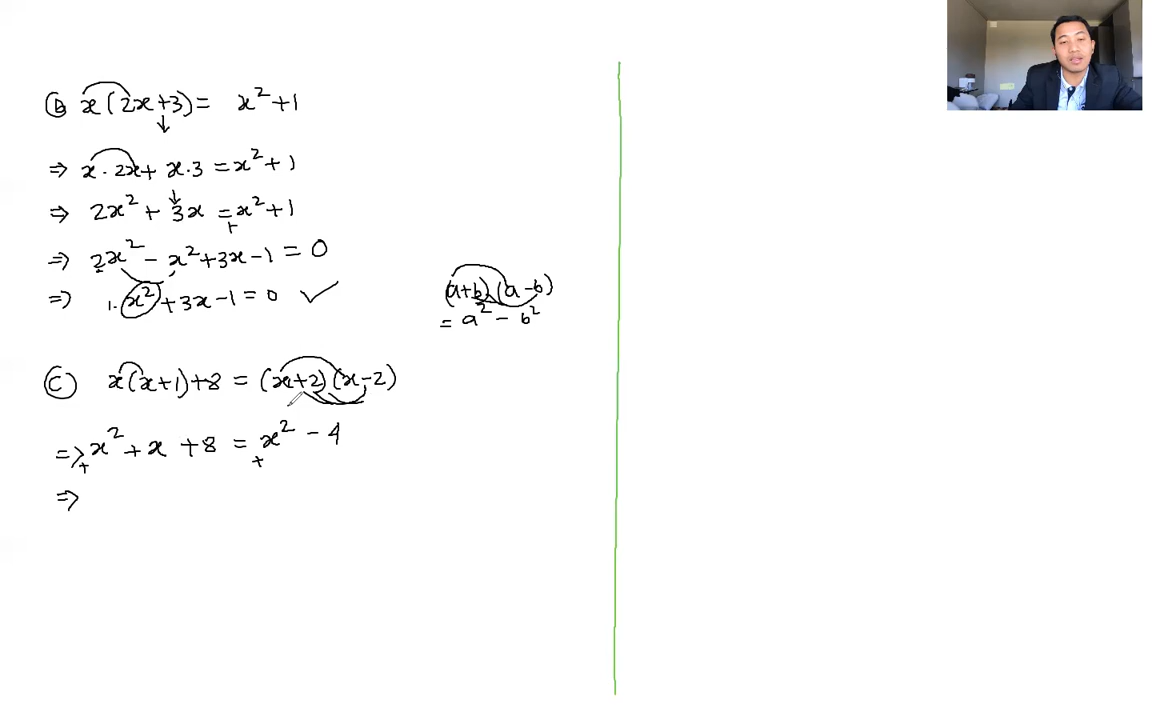 (b) x(2x+3) = x² + 1
⇒ x · 2x + x · 3 = x² + 1
⇒ 2x² + 3x = x² + 1
+
⇒ 2x² − x² + 3x − 1 = 0
⇒ 1. x² + 3x − 1 = 0 ✓
(a+b)(a−b)
= a² − b²
(c) x(x+1)+8 = (x+2)(x−2)
⇒ x² + x + 8 = x² − 4
+ +
⇒